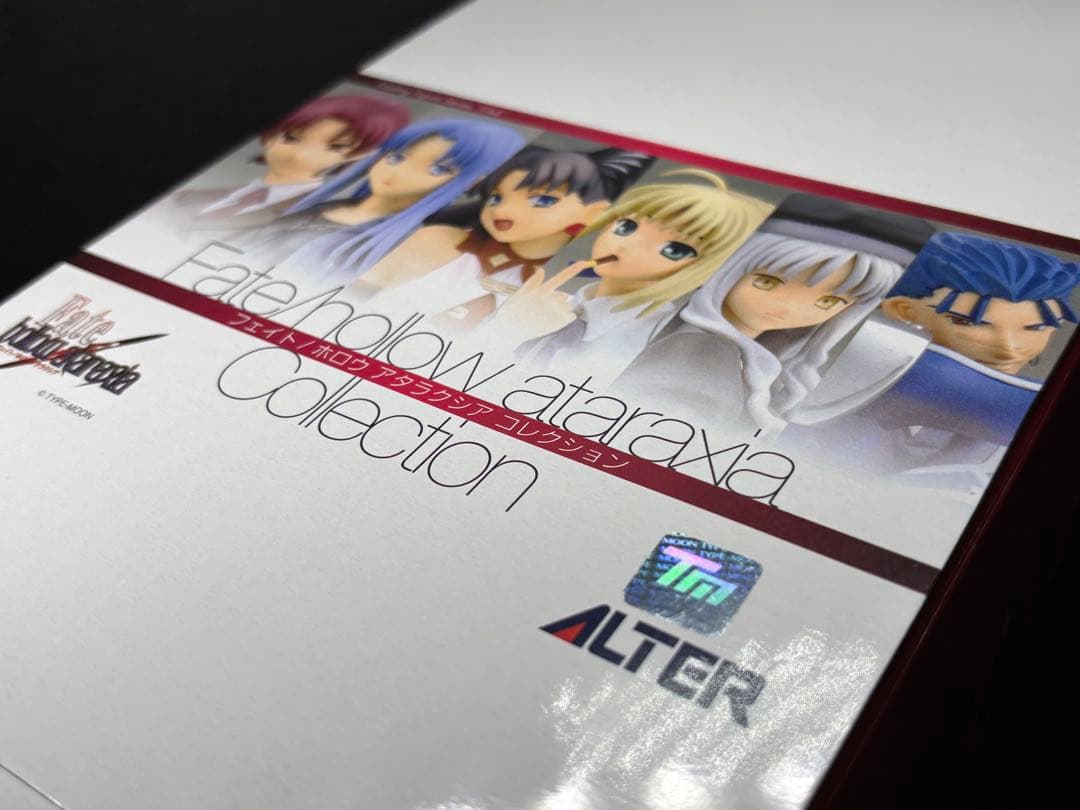 Fate/hollow ataraxia
フェイト/ホロウ アタラクシア コレクション
Collection
Fate
hollow ataraxia
© TYPE-MOON
TM
ALTER